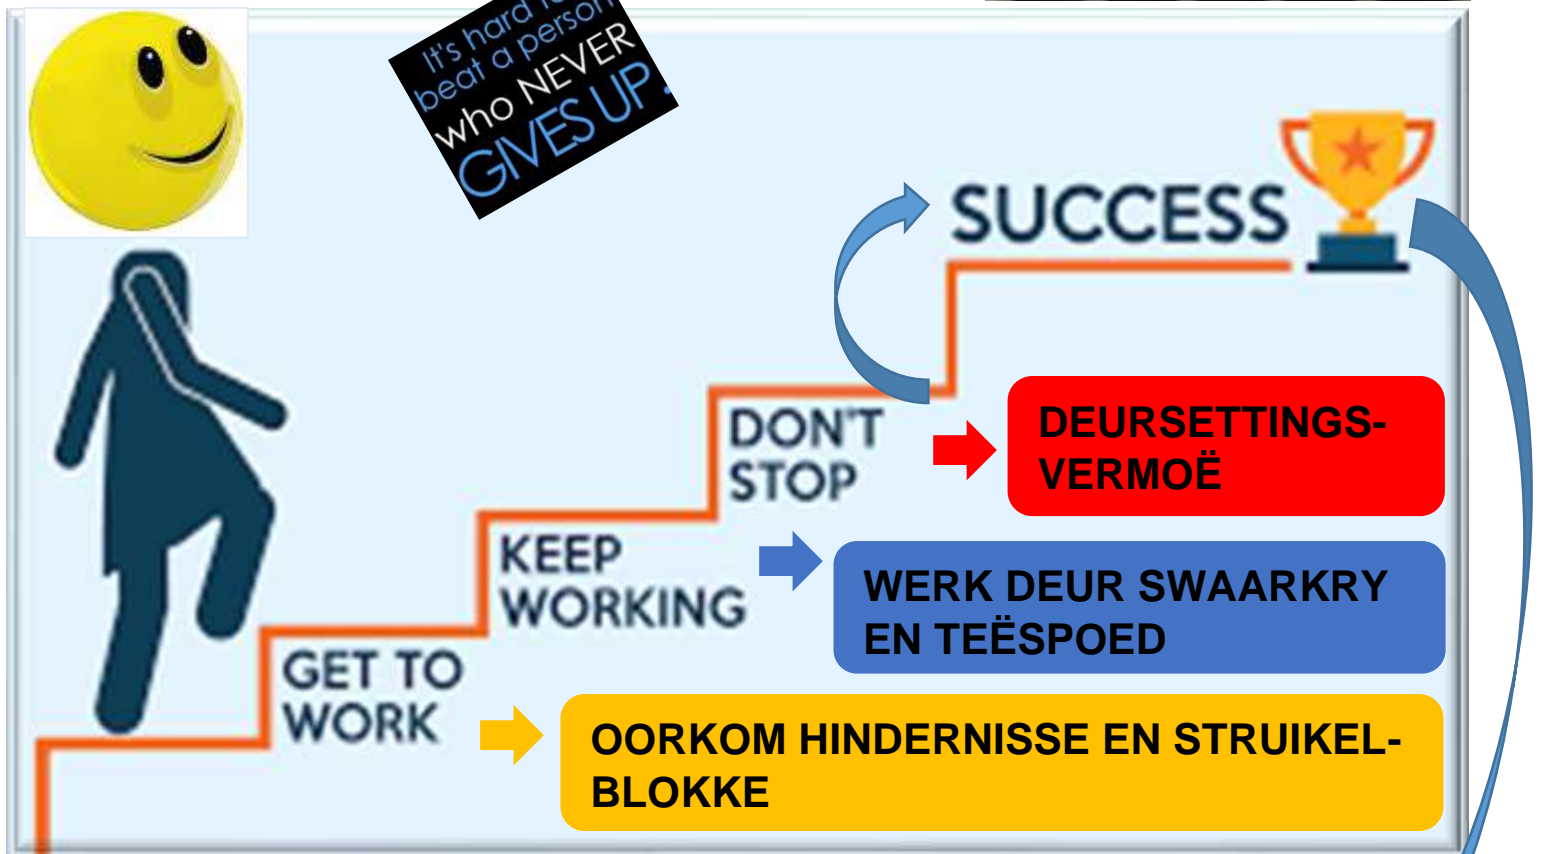 It's hard
beat a person
who NEVER
GIVES UP.
SUCCESS
DON'T
STOP
DEURSETTINGS-
VERMOË
KEEP
WORKING
WERK DEUR SWAARKRY
EN TEËSPOED
GET TO
WORK
OORKOM HINDERNISSE EN STRUIKEL-
BLOKKE